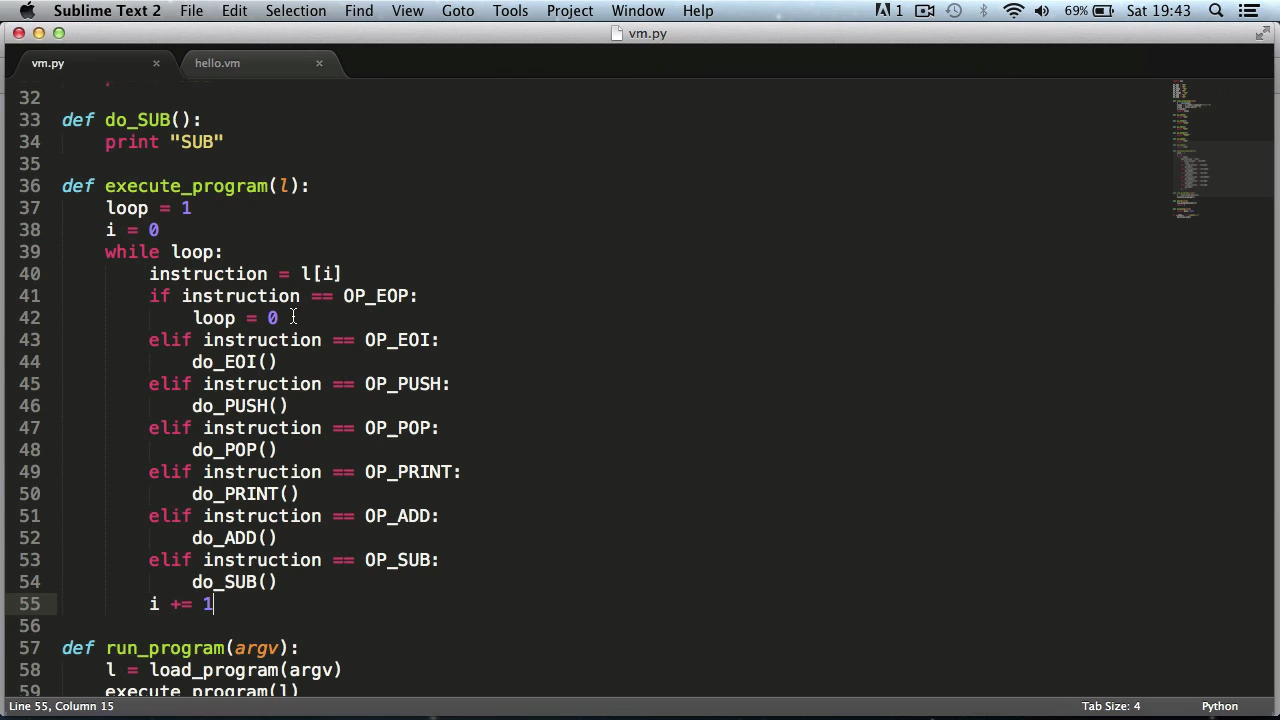 Sublime Text 2 File Edit Selection Find View Goto Tools Project Window Help 1 69% Sat 19:43
vm.py
vm.py hello.vm
32
33 def do_SUB():
34 print "SUB"
35
36 def execute_program(l):
37 loop = 1
38 i = 0
39 while loop:
40 instruction = l[i]
41 if instruction == OP_EOP:
42 loop = 0
43 elif instruction == OP_EOI:
44 do_EOI()
45 elif instruction == OP_PUSH:
46 do_PUSH()
47 elif instruction == OP_POP:
48 do_POP()
49 elif instruction == OP_PRINT:
50 do_PRINT()
51 elif instruction == OP_ADD:
52 do_ADD()
53 elif instruction == OP_SUB:
54 do_SUB()
55 i += 1
56
57 def run_program(argv):
58 l = load_program(argv)
59 execute_program(l)
Line 55, Column 15 Tab Size: 4 Python